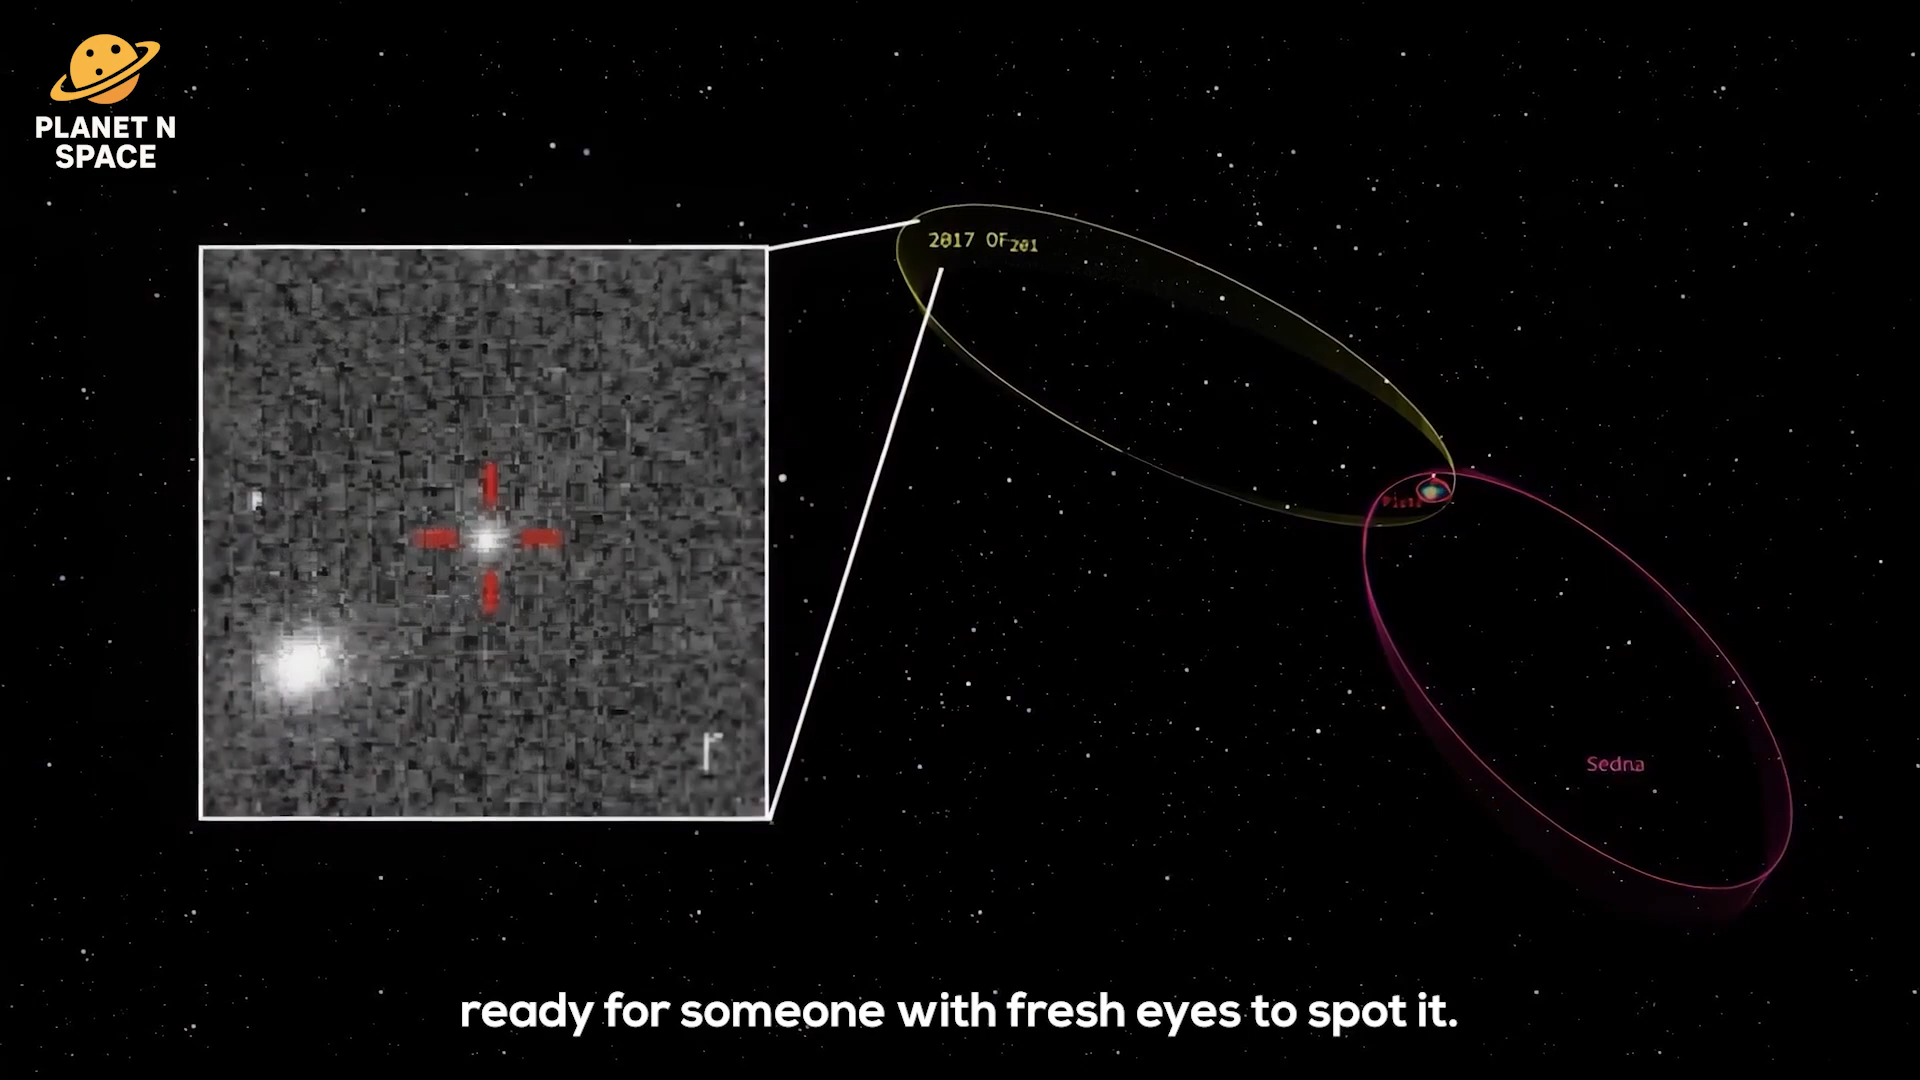 PLANET N
SPACE
2017 OF201
Sedna
ready for someone with fresh eyes to spot it.